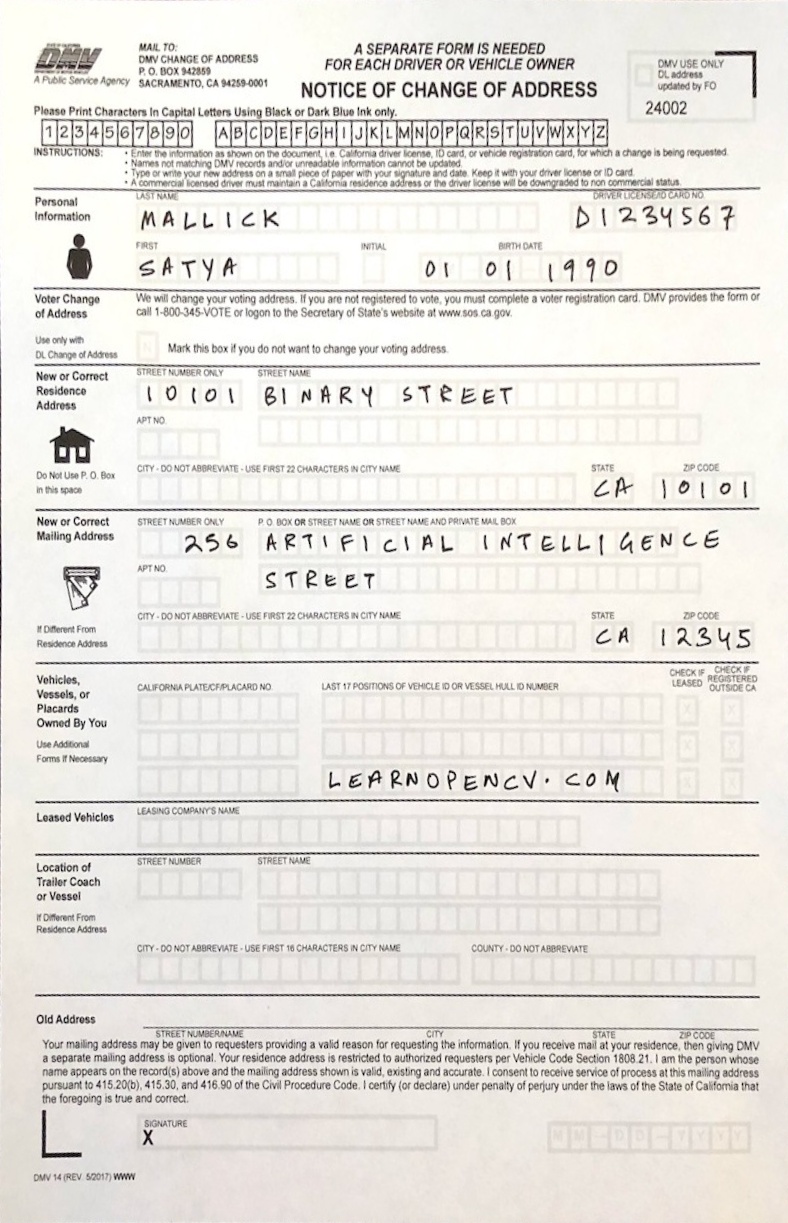 STATE OF CALIFORNIA
DMV
DEPARTMENT OF MOTOR VEHICLES
A Public Service Agency
MAIL TO:
DMV CHANGE OF ADDRESS
P. O. BOX 942859
SACRAMENTO, CA 94259-0001
A SEPARATE FORM IS NEEDED
FOR EACH DRIVER OR VEHICLE OWNER
NOTICE OF CHANGE OF ADDRESS
DMV USE ONLY
DL address
updated by FO
24002
Please Print Characters In Capital Letters Using Black or Dark Blue Ink only.
1 2 3 4 5 6 7 8 9 0 A B C D E F G H I J K L M N O P Q R S T U V W X Y Z
INSTRUCTIONS: • Enter the information as shown on the document, i.e. California driver license, ID card, or vehicle registration card, for which a change is being requested.
• Names not matching DMV records and/or unreadable information cannot be updated.
• Type or write your new address on a small piece of paper with your signature and date. Keep it with your driver license or ID card.
• A commercial licensed driver must maintain a California residence address or the driver license will be downgraded to non commercial status.
Personal
Information
LAST NAME
DRIVER LICENSE/ID CARD NO.
MALLICK
D1234567
FIRST
INITIAL
BIRTH DATE
SATYA
01 01 1990
Voter Change
of Address
We will change your voting address. If you are not registered to vote, you must complete a voter registration card. DMV provides the form or
call 1-800-345-VOTE or logon to the Secretary of State's website at www.sos.ca.gov.
Use only with
DL Change of Address
N
Mark this box if you do not want to change your voting address.
New or Correct
Residence
Address
STREET NUMBER ONLY
STREET NAME
10101 BINARY STREET
APT NO.
Do Not Use P. O. Box
in this space
CITY - DO NOT ABBREVIATE - USE FIRST 22 CHARACTERS IN CITY NAME
STATE
ZIP CODE
CA 10101
New or Correct
Mailing Address
STREET NUMBER ONLY
P. O. BOX OR STREET NAME OR STREET NAME AND PRIVATE MAIL BOX
256 ARTIFICIAL INTELLIGENCE
APT NO.
STREET
If Different From
Residence Address
CITY - DO NOT ABBREVIATE - USE FIRST 22 CHARACTERS IN CITY NAME
STATE
ZIP CODE
CA 12345
Vehicles,
Vessels, or
Placards
Owned By You
Use Additional
Forms If Necessary
CALIFORNIA PLATE/CF/PLACARD NO.
LAST 17 POSITIONS OF VEHICLE ID OR VESSEL HULL ID NUMBER
CHECK IF
LEASED
CHECK IF
REGISTERED
OUTSIDE CA
X X
X X
LEARNOPENCV.COM
X X
Leased Vehicles
LEASING COMPANY'S NAME
Location of
Trailer Coach
or Vessel
If Different From
Residence Address
STREET NUMBER
STREET NAME
CITY - DO NOT ABBREVIATE - USE FIRST 16 CHARACTERS IN CITY NAME
COUNTY - DO NOT ABBREVIATE
Old Address
STREET NUMBER/NAME
CITY
STATE
ZIP CODE
Your mailing address may be given to requesters providing a valid reason for requesting the information. If you receive mail at your residence, then giving DMV
a separate mailing address is optional. Your residence address is restricted to authorized requesters per Vehicle Code Section 1808.21. I am the person whose
name appears on the record(s) above and the mailing address shown is valid, existing and accurate. I consent to receive service of process at this mailing address
pursuant to 415.20(b), 415.30, and 416.90 of the Civil Procedure Code. I certify (or declare) under penalty of perjury under the laws of the State of California that
the foregoing is true and correct.
SIGNATURE
X
M M - D D - Y Y Y Y
DMV 14 (REV. 5/2017) WWW